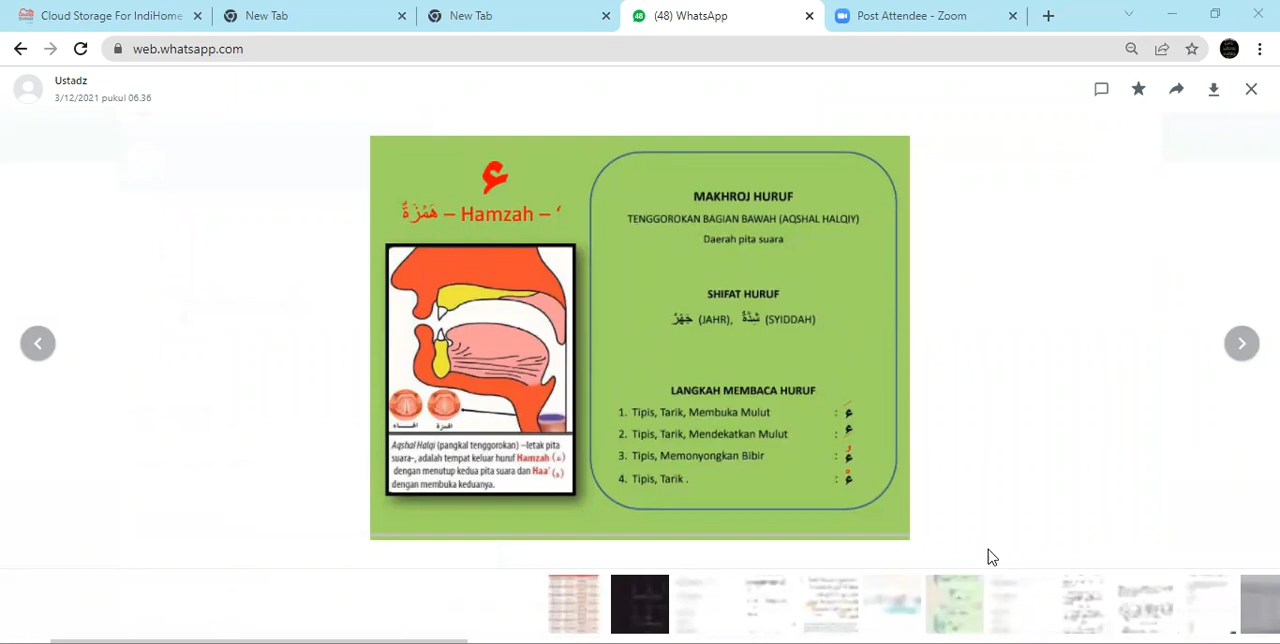 Cloud Storage For IndiHome
New Tab
New Tab
48
(48) WhatsApp
Post Attendee - Zoom
web.whatsapp.com
Ustadz
3/12/2021 pukul 06.36
ء
هَمْزَةٌ – Hamzah – ‘
MAKHROJ HURUF
TENGGOROKAN BAGIAN BAWAH (AQSHAL HALQIY)
Daerah pita suara
SHIFAT HURUF
جَهْرٌ (JAHR), شِدَّةٌ (SYIDDAH)
LANGKAH MEMBACA HURUF
1. Tipis, Tarik, Membuka Mulut : ءَ
2. Tipis, Tarik, Mendekatkan Mulut : ءِ
3. Tipis, Memonyongkan Bibir : ءُ
4. Tipis, Tarik . : ءْ
الهاء
الهمزة
Aqshal Halqi (pangkal tenggorokan) –letak pita
suara-, adalah tempat keluar huruf Hamzah (ء)
dengan menutup kedua pita suara dan Haa' (ه)
dengan membuka keduanya.